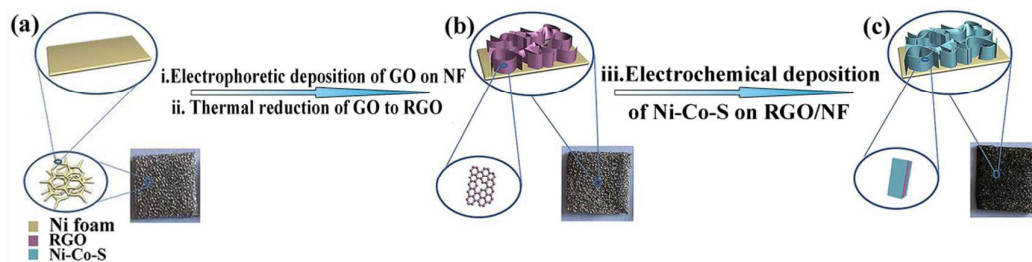 (a)
(b)
(c)
i.Electrophoretic deposition of GO on NF
ii. Thermal reduction of GO to RGO
iii.Electrochemical deposition
of Ni-Co-S on RGO/NF
Ni foam
RGO
Ni-Co-S